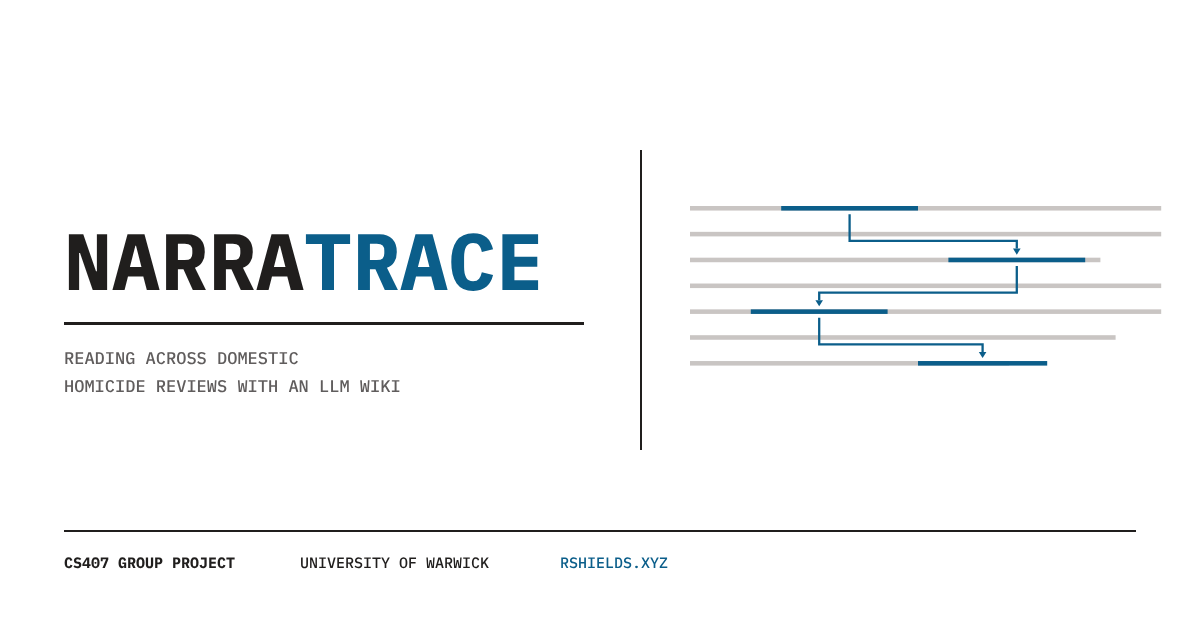 NARRATRACE
READING ACROSS DOMESTIC
HOMICIDE REVIEWS WITH AN LLM WIKI
CS407 GROUP PROJECT
UNIVERSITY OF WARWICK
RSHIELDS.XYZ